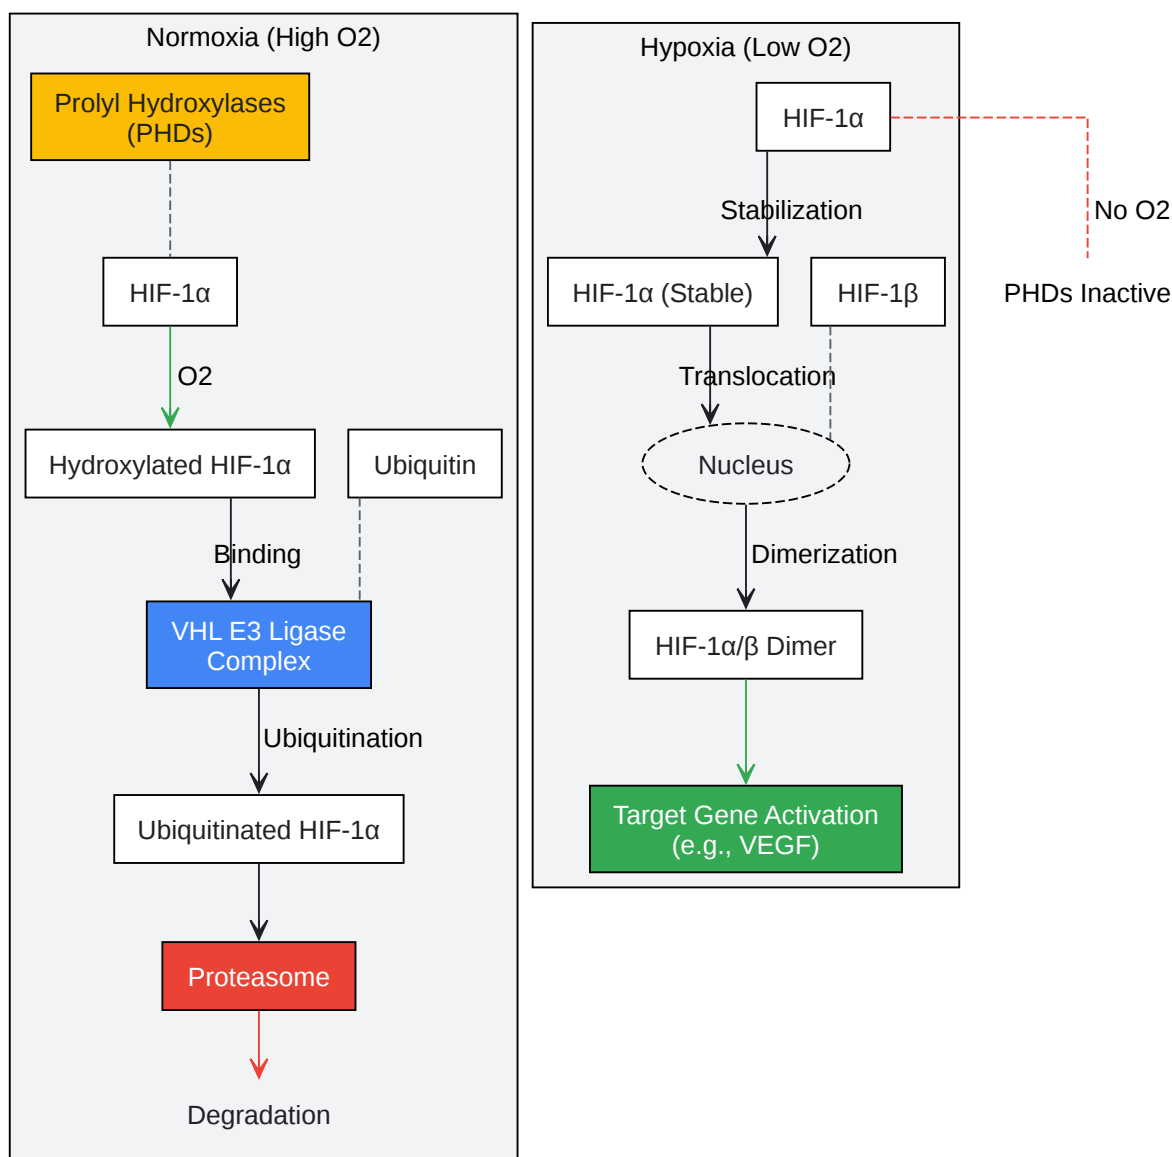 Normoxia (High O2)
Prolyl Hydroxylases
(PHDs)
HIF-1α
O2
Hydroxylated HIF-1α
Ubiquitin
Binding
VHL E3 Ligase
Complex
Ubiquitination
Ubiquitinated HIF-1α
Proteasome
Degradation
Hypoxia (Low O2)
HIF-1α
Stabilization
No O2
HIF-1α (Stable)
HIF-1β
PHDs Inactive
Translocation
Nucleus
Dimerization
HIF-1α/β Dimer
Target Gene Activation
(e.g., VEGF)